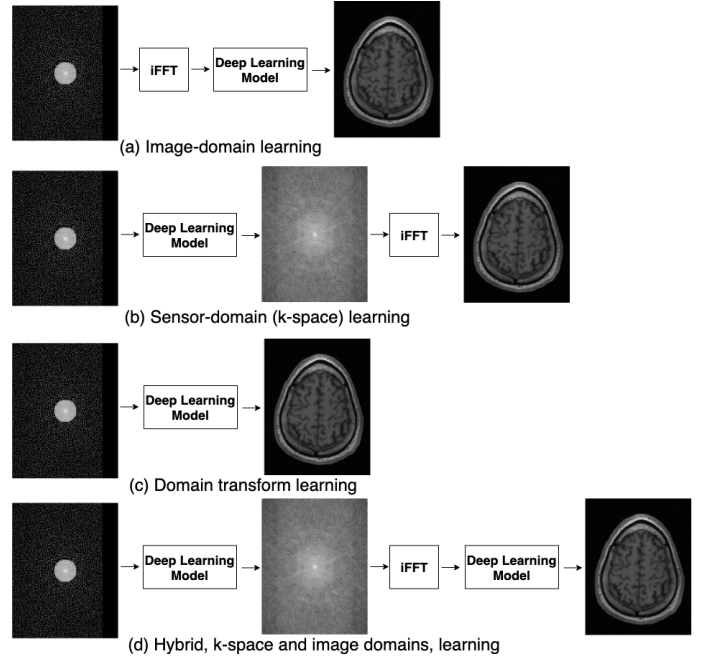 iFFT
Deep Learning
Model
(a) Image-domain learning
Deep Learning
Model
iFFT
(b) Sensor-domain (k-space) learning
Deep Learning
Model
(c) Domain transform learning
Deep Learning
Model
iFFT
Deep Learning
Model
(d) Hybrid, k-space and image domains, learning